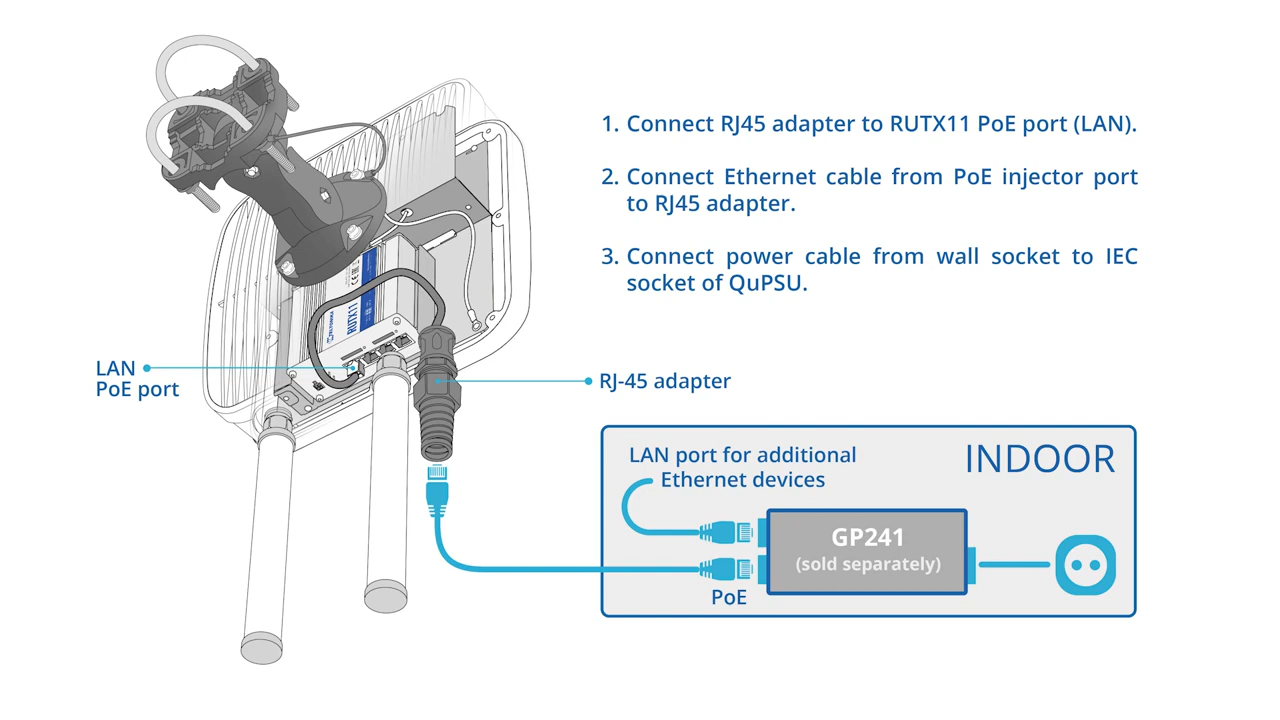 1. Connect RJ45 adapter to RUTX11 PoE port (LAN).
2. Connect Ethernet cable from PoE injector port
to RJ45 adapter.
3. Connect power cable from wall socket to IEC
socket of QuPSU.
TELTONIKA
RUTX11
CE
LAN
PoE port
RJ-45 adapter
INDOOR
LAN port for additional
Ethernet devices
GP241
(sold separately)
PoE